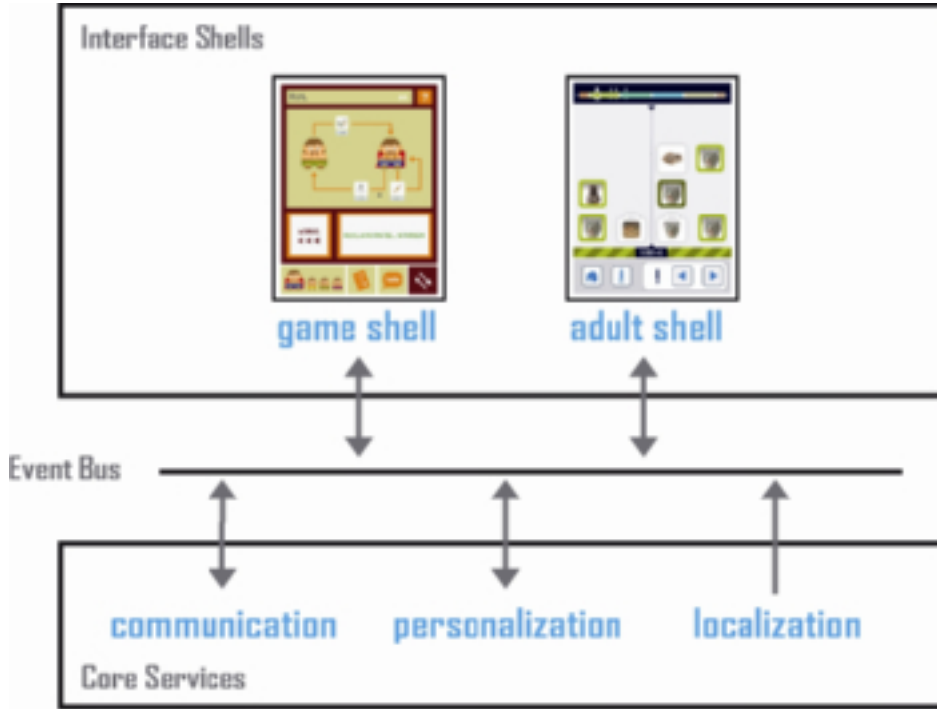 Interface Shells
game shell
adult shell
Event Bus
communication
personalization
localization
Core Services